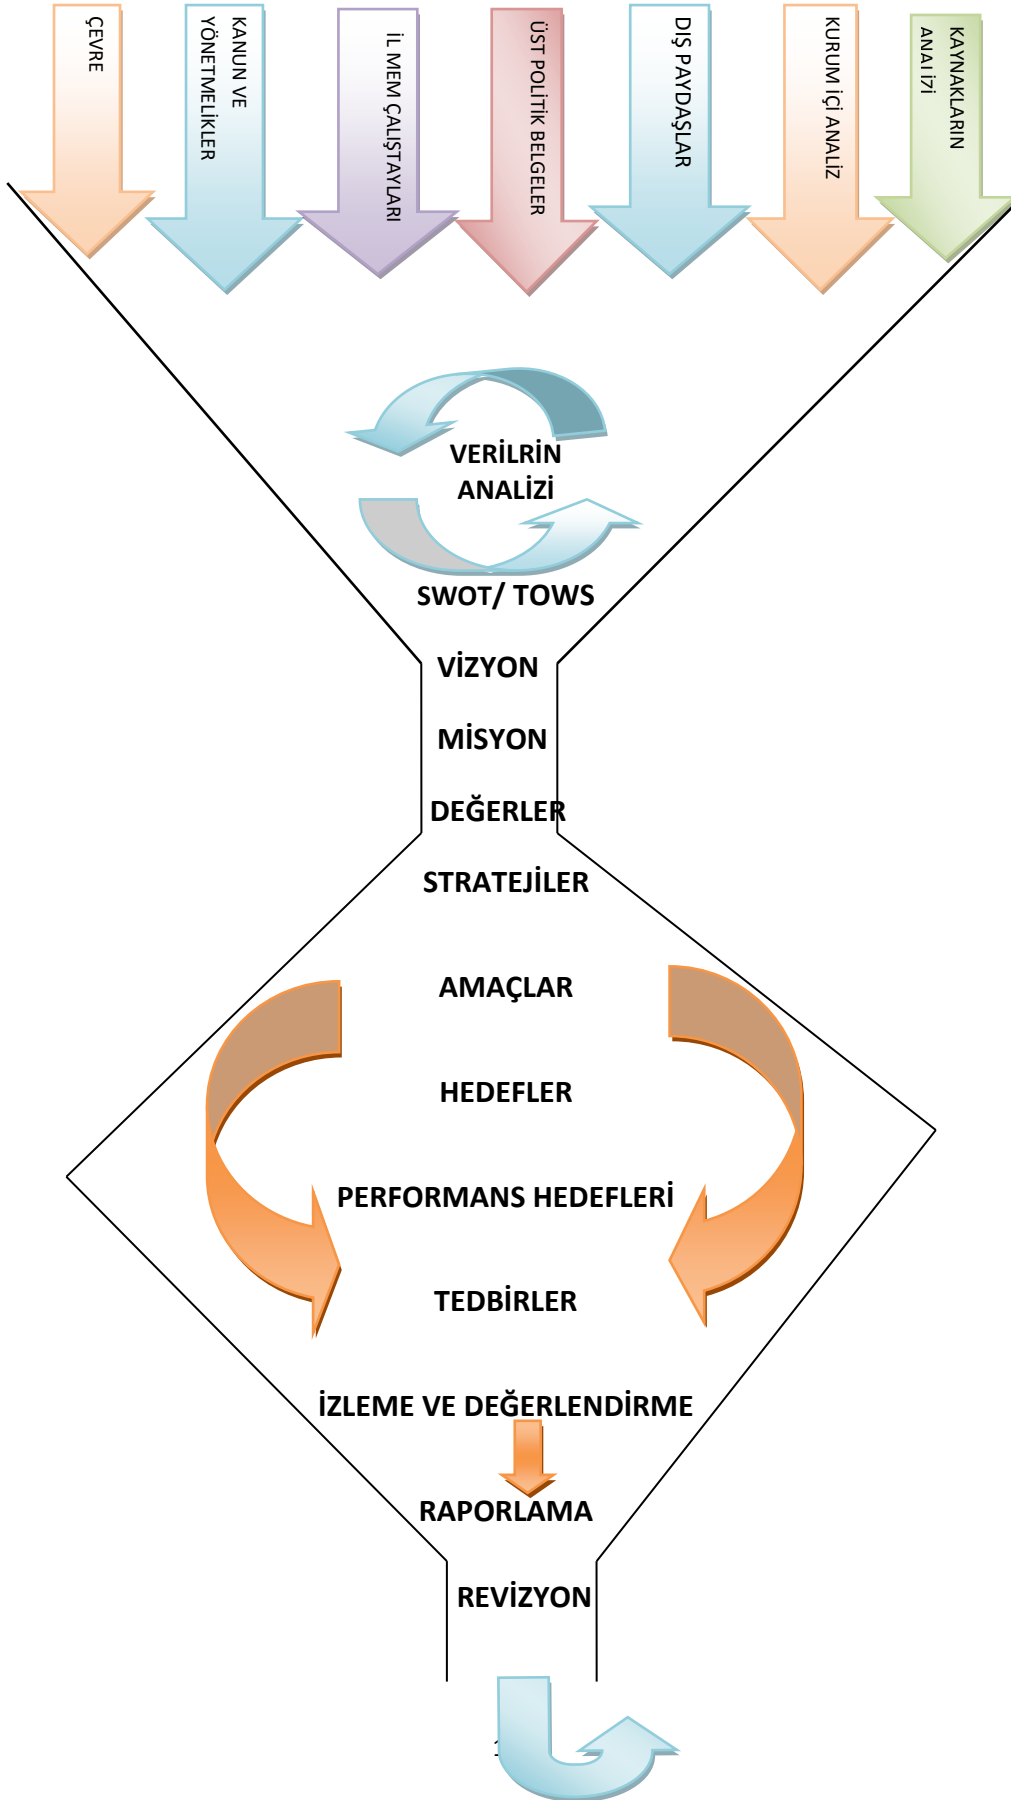 ÇEVRE
KANUN VE
YÖNETMELİKLER
İL MEM ÇALIŞTAYLARI
ÜST POLİTİK BELGELER
DIŞ PAYDAŞLAR
KURUM İÇİ ANALİZ
KAYNAKLARIN
VERİLRİN
ANALİZİ
SWOT/ TOWS
VİZYON
MİSYON
DEĞERLER
STRATEJİLER
AMAÇLAR
HEDEFLER
PERFORMANS HEDEFLERİ
TEDBİRLER
İZLEME VE DEĞERLENDİRME
RAPORLAMA
REVİZYON